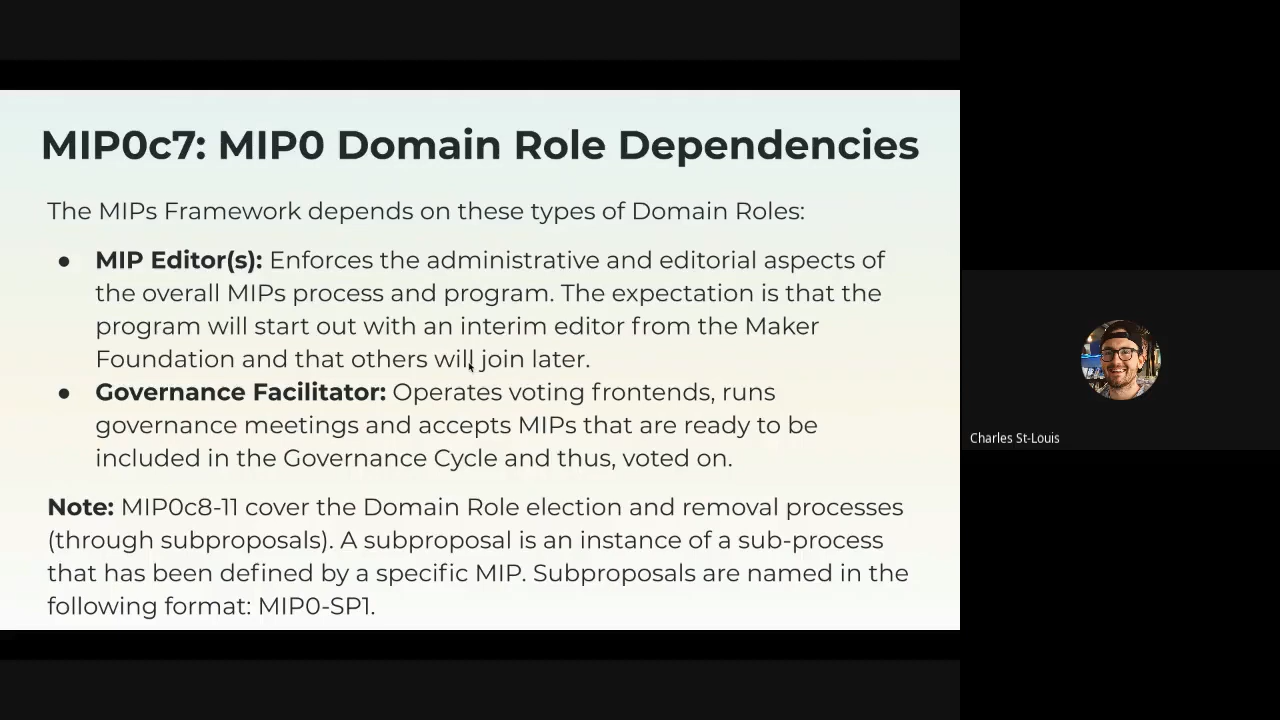 MIP0c7: MIP0 Domain Role Dependencies
The MIPs Framework depends on these types of Domain Roles:
● MIP Editor(s): Enforces the administrative and editorial aspects of
the overall MIPs process and program. The expectation is that the
program will start out with an interim editor from the Maker
Foundation and that others will join later.
● Governance Facilitator: Operates voting frontends, runs
governance meetings and accepts MIPs that are ready to be
included in the Governance Cycle and thus, voted on.
Note: MIP0c8-11 cover the Domain Role election and removal processes
(through subproposals). A subproposal is an instance of a sub-process
that has been defined by a specific MIP. Subproposals are named in the
following format: MIP0-SP1.
Charles St-Louis